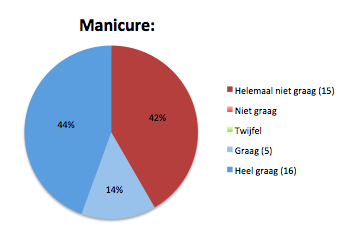 Manicure:
42%
14%
44%
Helemaal niet graag (15)
Niet graag
Twijfel
Graag (5)
Heel graag (16)